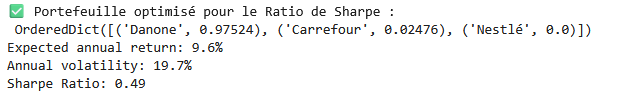 ✅ Portefeuille optimisé pour le Ratio de Sharpe :
OrderedDict([('Danone', 0.97524), ('Carrefour', 0.02476), ('Nestlé', 0.0)])
Expected annual return: 9.6%
Annual volatility: 19.7%
Sharpe Ratio: 0.49